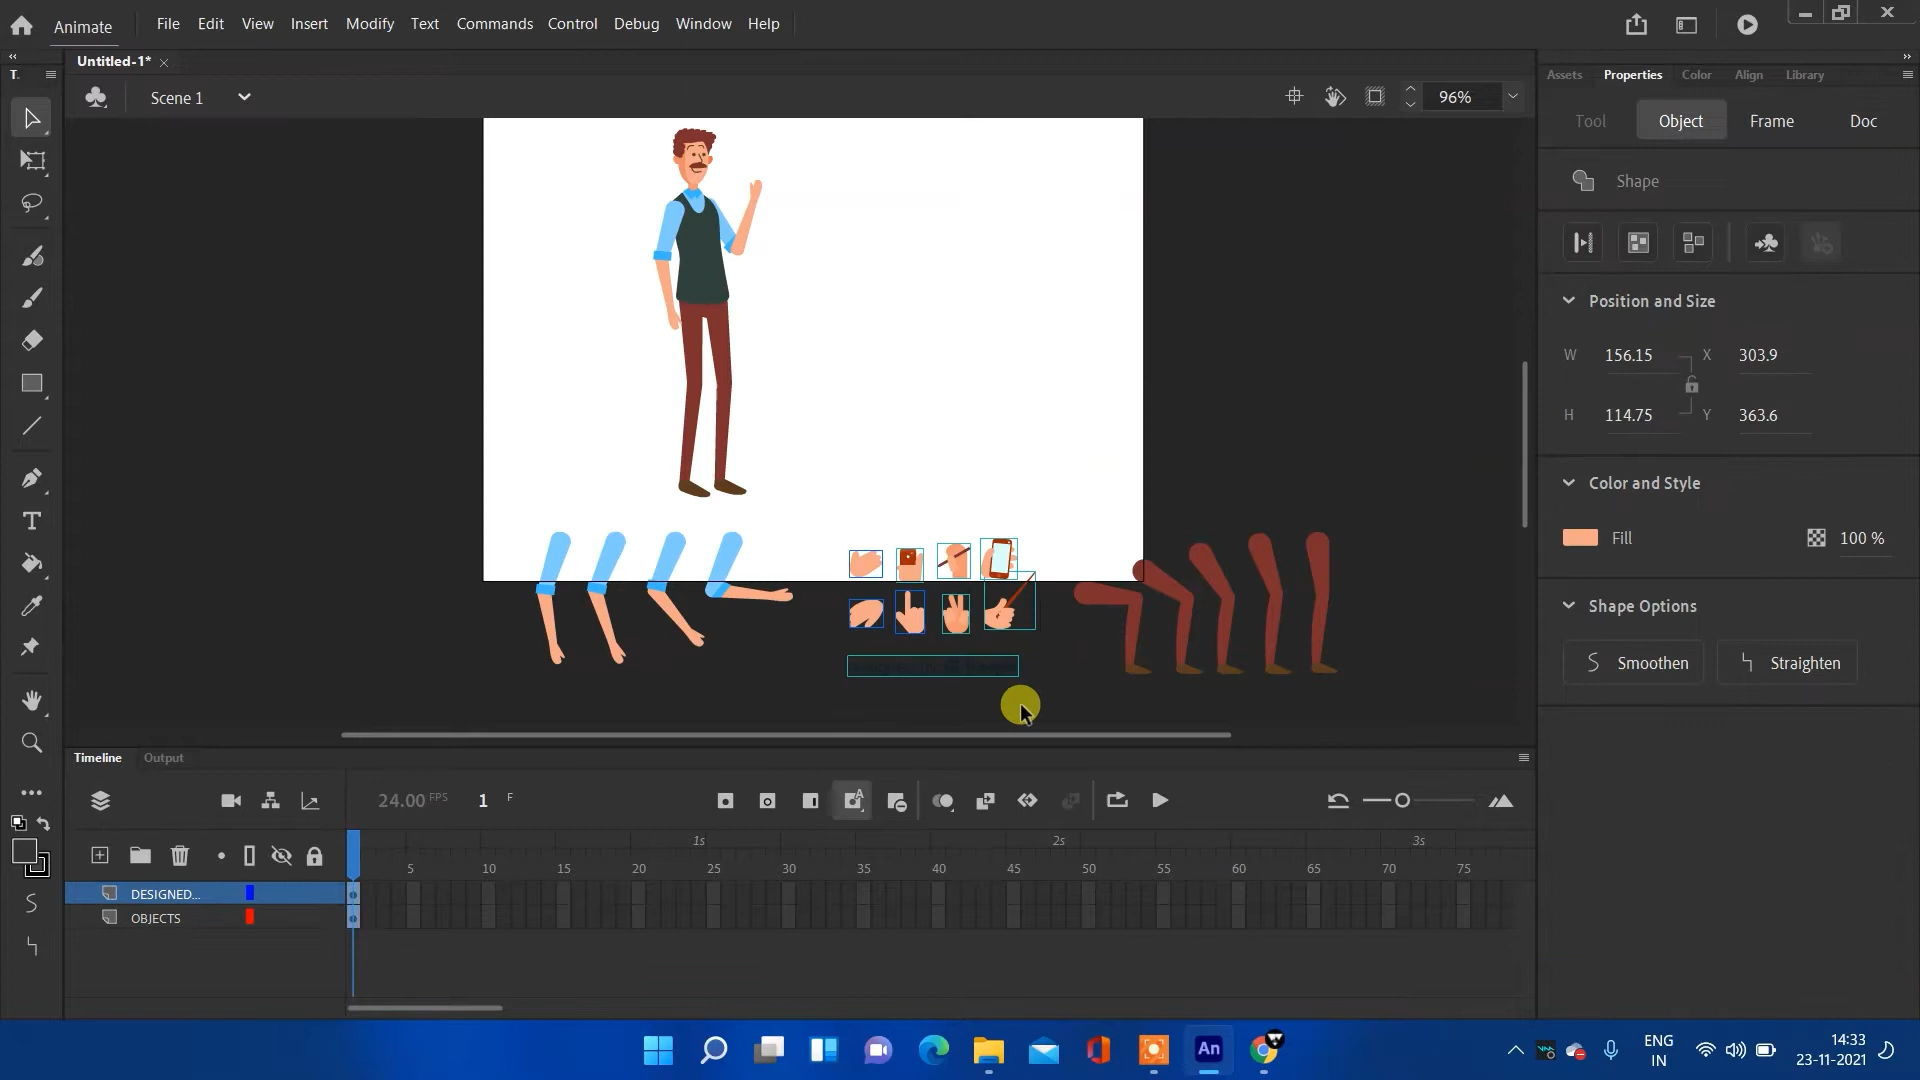 Animate
File Edit View Insert Modify Text Commands Control Debug Window Help
Untitled-1*
T.
Assets Properties Color Align Library
Scene 1
96%
Tool Object Frame Doc
Shape
Position and Size
W 156.15 X 303.9
H 114.75 Y 363.6
Color and Style
Fill 100 %
Shape Options
Smoothen Straighten
Timeline Output
24.00 FPS 1 F
1s 2s 3s
5 10 15 20 25 30 35 40 45 50 55 60 65 70 75
DESIGNED...
OBJECTS
An
ENG
IN
14:33
23-11-2021